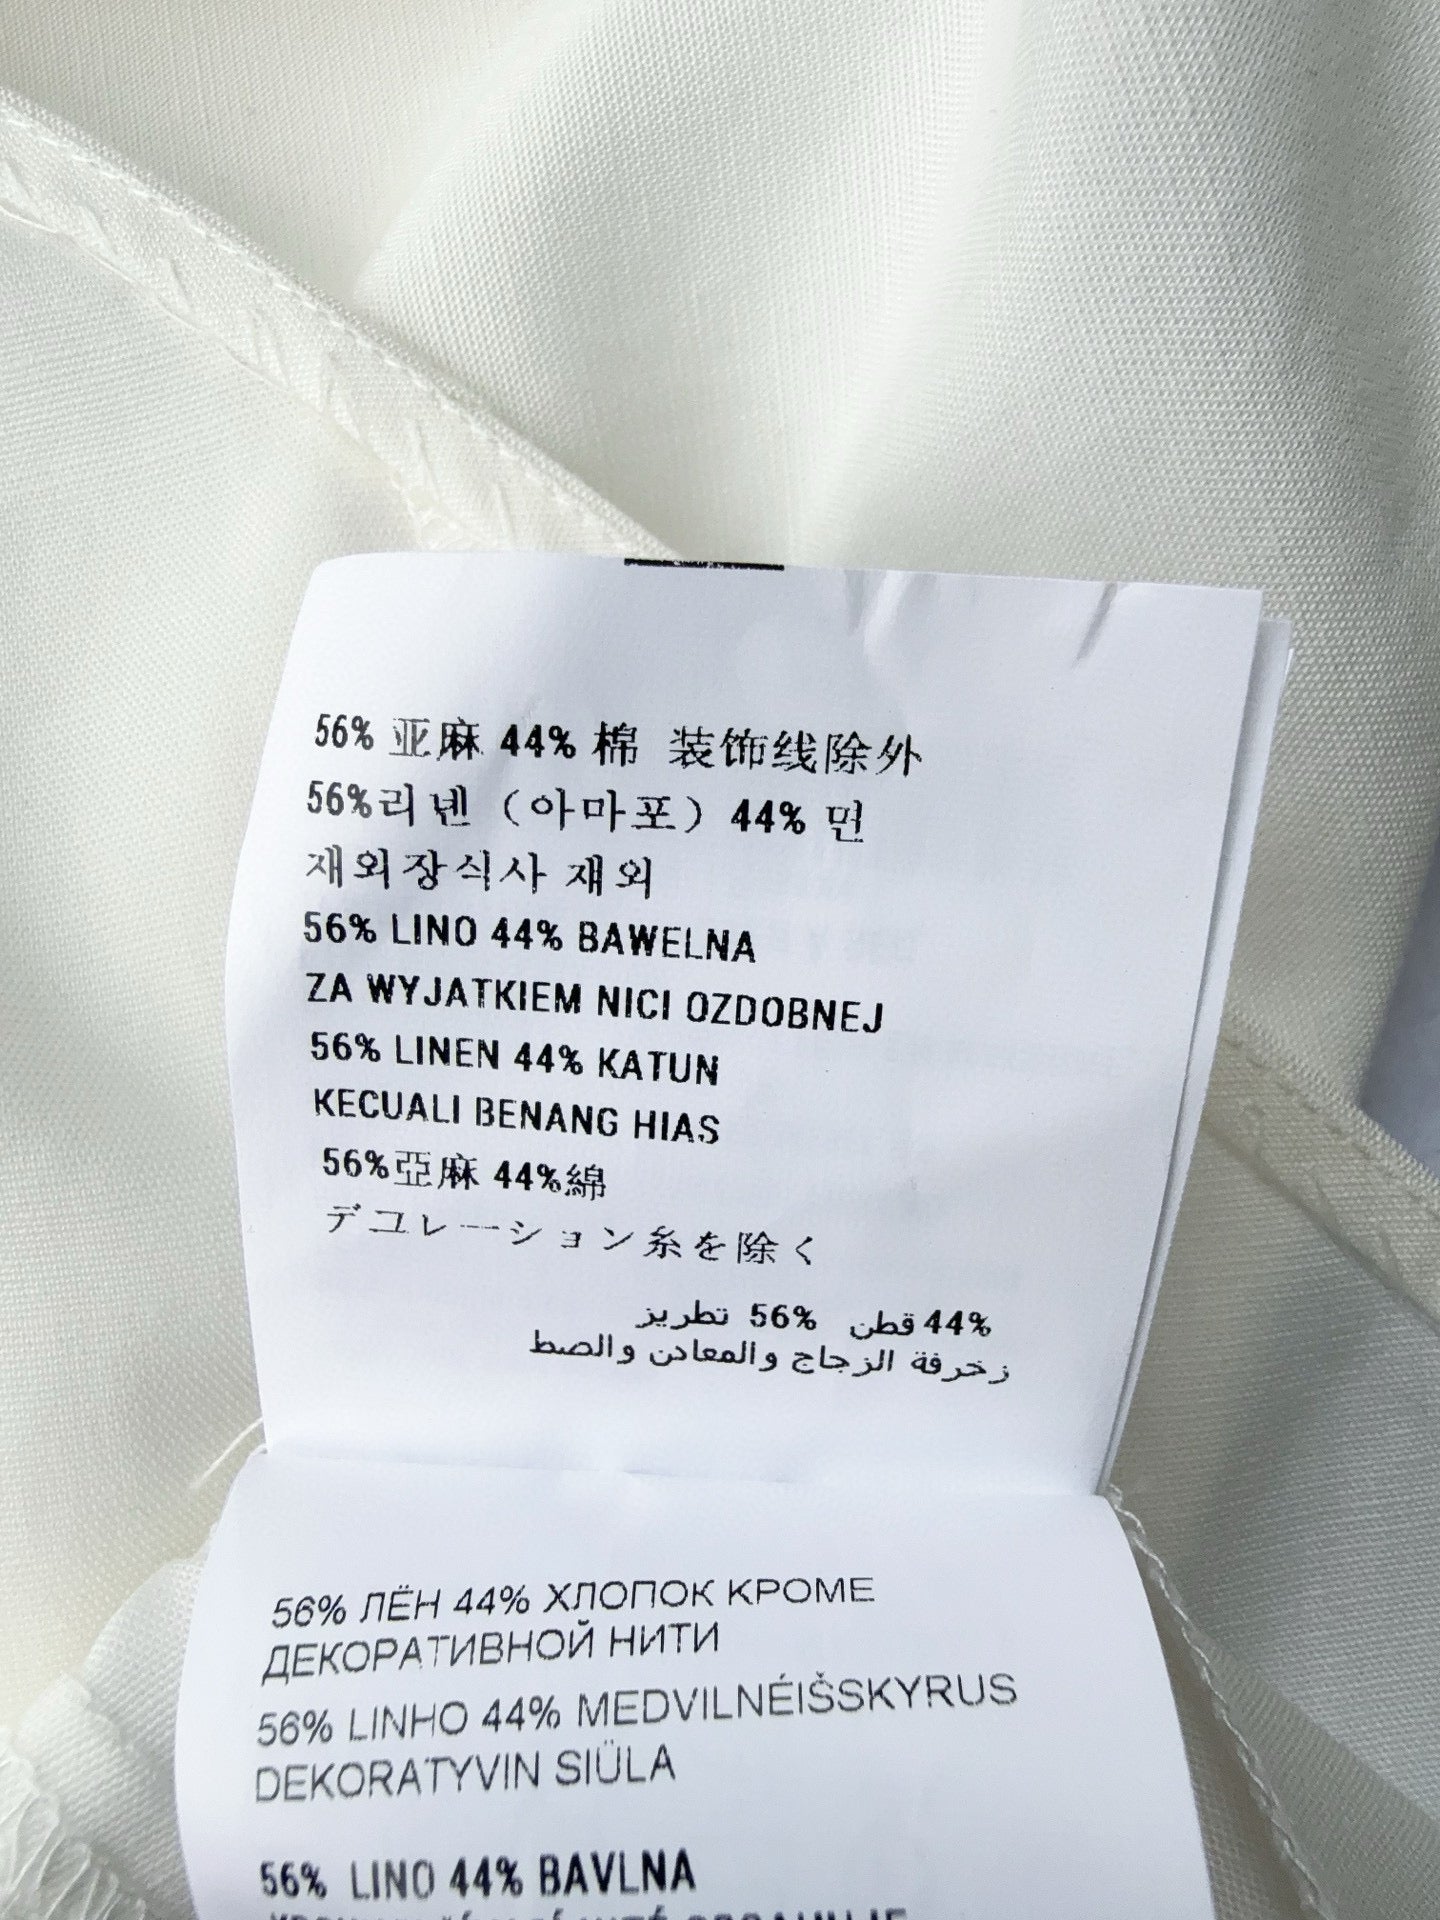 56% 亚麻 44% 棉 装饰线除外
56%리넨 (아마포) 44% 면
재외장식사 재외
56% LINO 44% BAWELNA
ZA WYJATKIEM NICI OZDOBNEJ
56% LINEN 44% KATUN
KECUALI BENANG HIAS
56%亞麻 44%綿
デコレーション糸を除く
44% قطن 56% تطريز
زخرفة الزجاج والمعادن والصط
56% ЛЁН 44% ХЛОПОК КРОМЕ
ДЕКОРАТИВНОЙ НИТИ
56% LINHO 44% MEDVILNÉIŠSKYRUS
DEKORATYVIN SIÜLA
56% LINO 44% BAVLNA